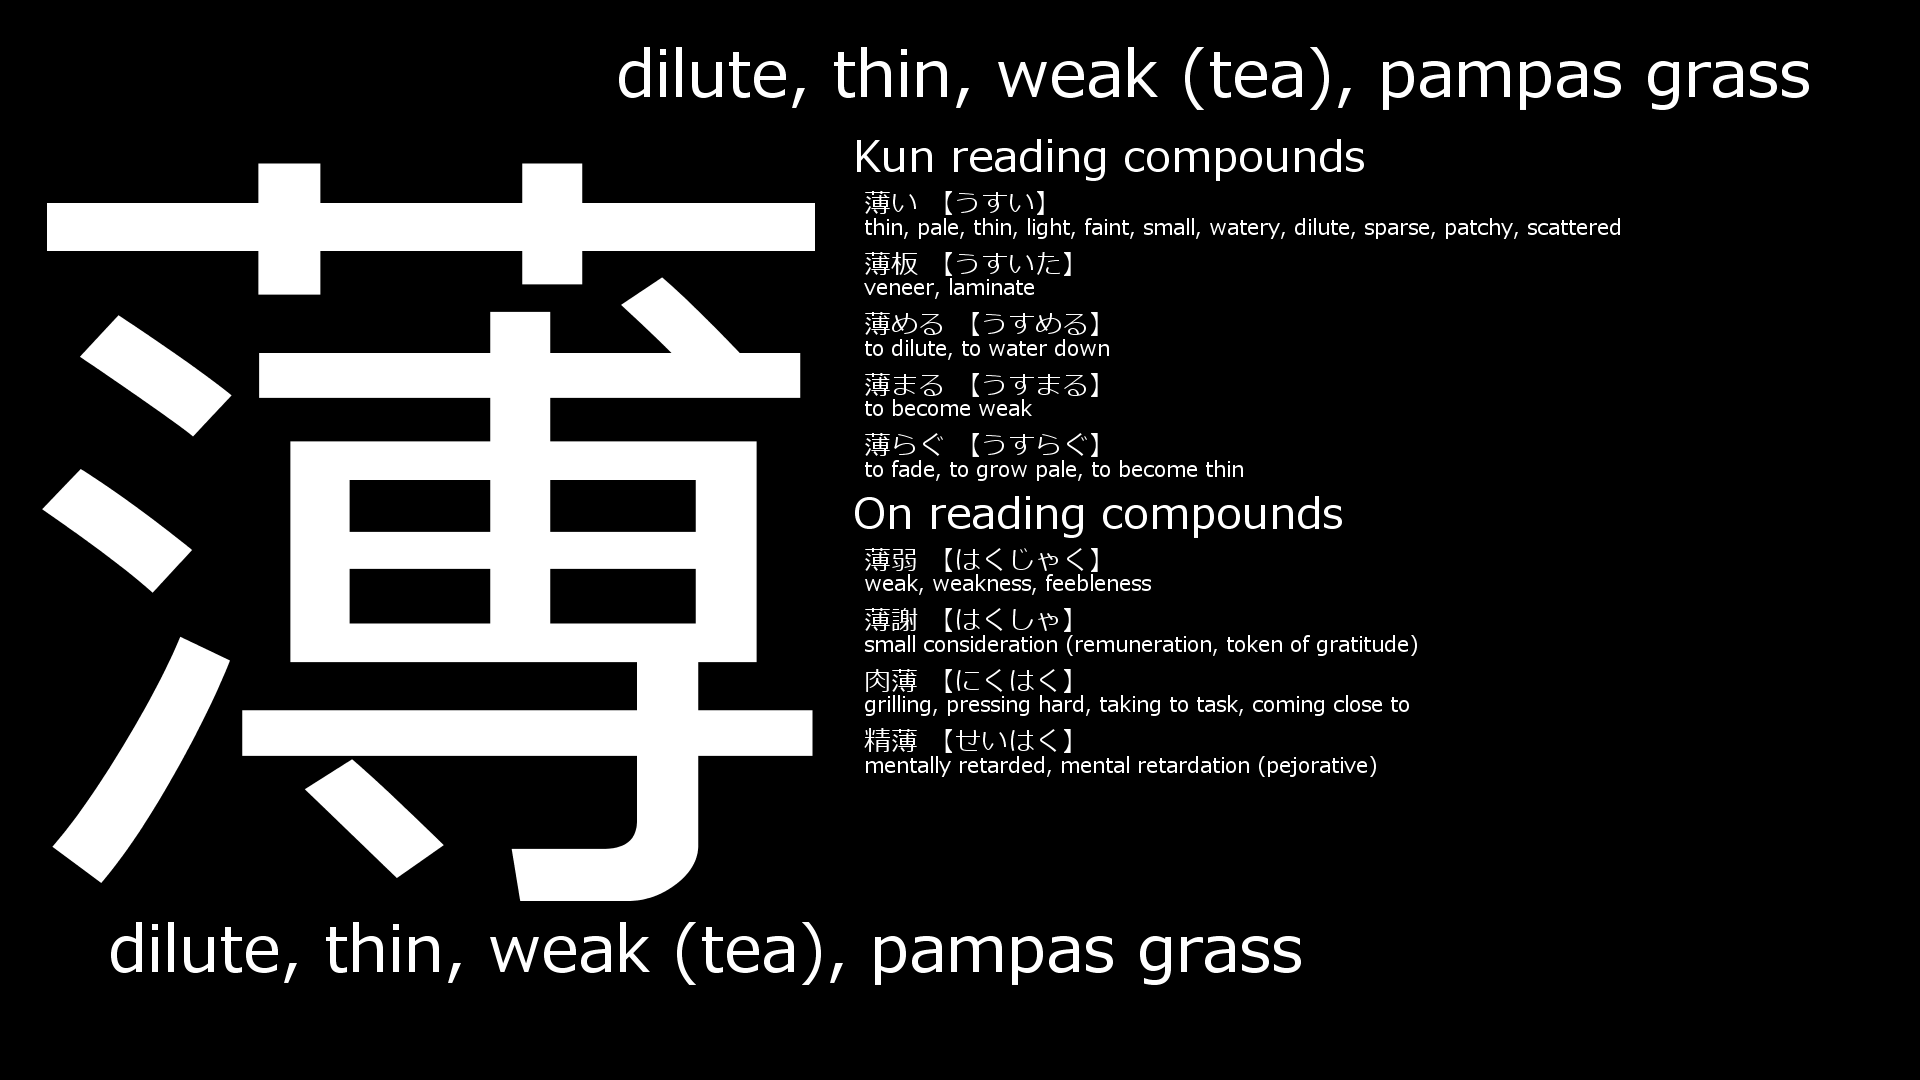 dilute, thin, weak (tea), pampas grass
薄
Kun reading compounds
薄い 【うすい】
thin, pale, thin, light, faint, small, watery, dilute, sparse, patchy, scattered
薄板 【うすいた】
veneer, laminate
薄める 【うすめる】
to dilute, to water down
薄まる 【うすまる】
to become weak
薄らぐ 【うすらぐ】
to fade, to grow pale, to become thin
On reading compounds
薄弱 【はくじゃく】
weak, weakness, feebleness
薄謝 【はくしゃ】
small consideration (remuneration, token of gratitude)
肉薄 【にくはく】
grilling, pressing hard, taking to task, coming close to
精薄 【せいはく】
mentally retarded, mental retardation (pejorative)
dilute, thin, weak (tea), pampas grass